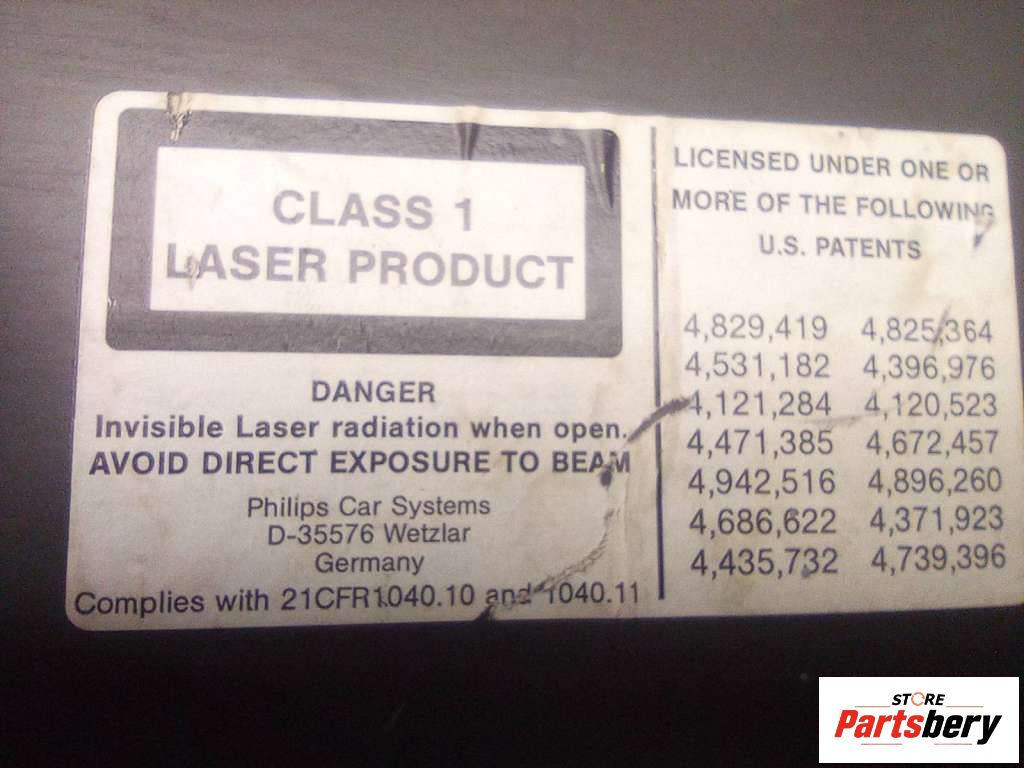 CLASS 1
LASER PRODUCT
DANGER
Invisible Laser radiation when open.
AVOID DIRECT EXPOSURE TO BEAM
Philips Car Systems
D-35576 Wetzlar
Germany
Complies with 21CFR1040.10 and 1040.11
LICENSED UNDER ONE OR
MORE OF THE FOLLOWING
U.S. PATENTS
4,829,419 4,825,364
4,531,182 4,396,976
4,121,284 4,120,523
4,471,385 4,672,457
4,942,516 4,896,260
4,686,622 4,371,923
4,435,732 4,739,396
STORE
Partsbery